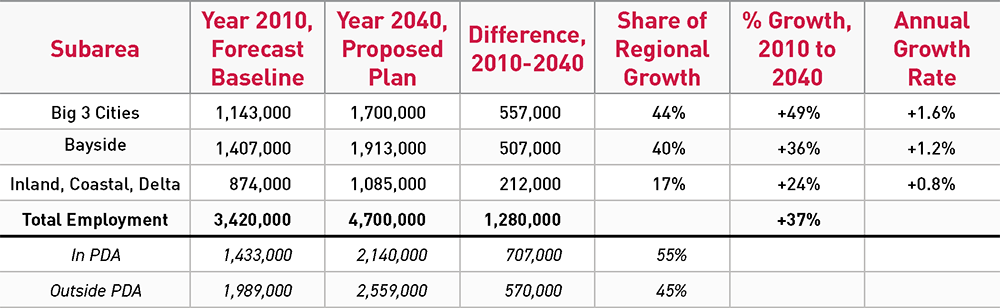 Subarea Year 2010, Forecast Baseline Year 2040, Proposed Plan Difference, 2010-2040 Share of Regional Growth % Growth, 2010 to 2040 Annual Growth Rate
Big 3 Cities 1,143,000 1,700,000 557,000 44% +49% +1.6%
Bayside 1,407,000 1,913,000 507,000 40% +36% +1.2%
Inland, Coastal, Delta 874,000 1,085,000 212,000 17% +24% +0.8%
Total Employment 3,420,000 4,700,000 1,280,000 +37%
In PDA 1,433,000 2,140,000 707,000 55%
Outside PDA 1,989,000 2,559,000 570,000 45%